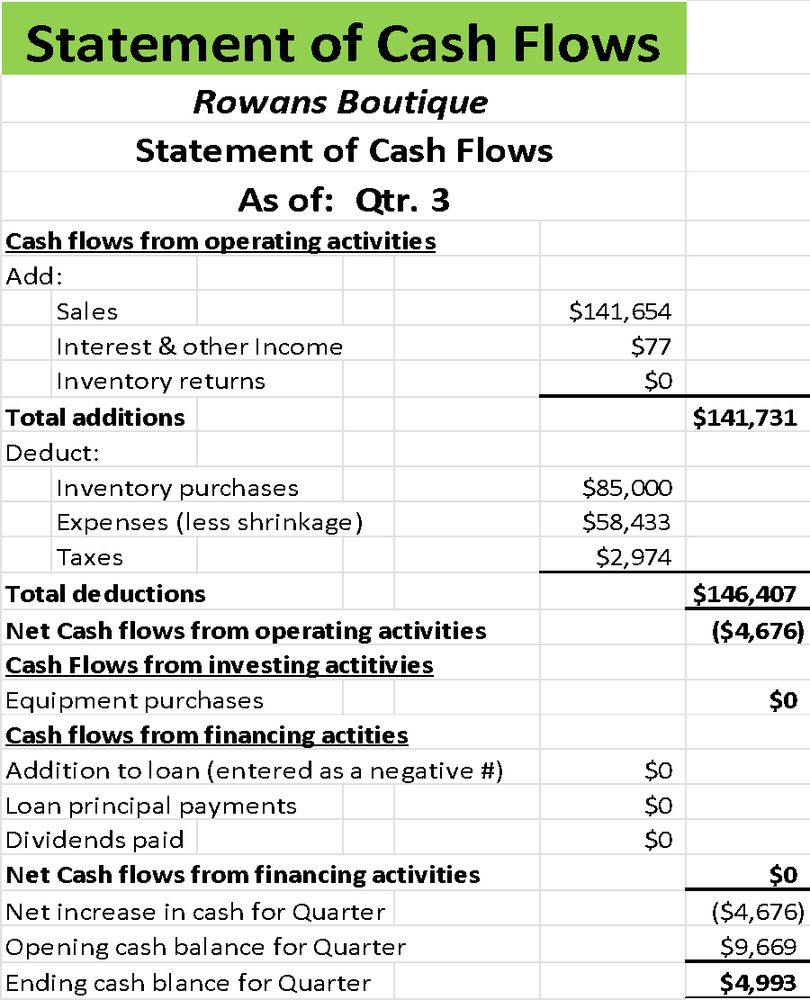 Statement of Cash Flows
Rowans Boutique
Statement of Cash Flows
As of: Qtr. 3
Cash flows from operating activities
Add:
Sales $141,654
Interest & other Income $77
Inventory returns $0
Total additions $141,731
Deduct:
Inventory purchases $85,000
Expenses (less shrinkage) $58,433
Taxes $2,974
Total deductions $146,407
Net Cash flows from operating activities ($4,676)
Cash Flows from investing actitivies
Equipment purchases $0
Cash flows from financing actities
Addition to loan (entered as a negative #) $0
Loan principal payments $0
Dividends paid $0
Net Cash flows from financing activities $0
Net increase in cash for Quarter ($4,676)
Opening cash balance for Quarter $9,669
Ending cash blance for Quarter $4,993